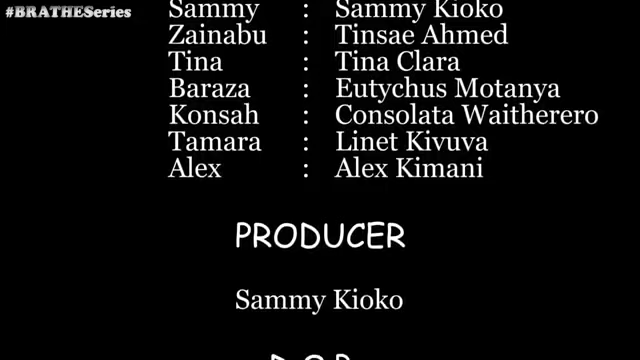 #BRATHESeries
Sammy : Sammy Kioko
Zainabu : Tinsae Ahmed
Tina : Tina Clara
Baraza : Eutychus Motanya
Konsah : Consolata Waitherero
Tamara : Linet Kivuva
Alex : Alex Kimani
PRODUCER
Sammy Kioko